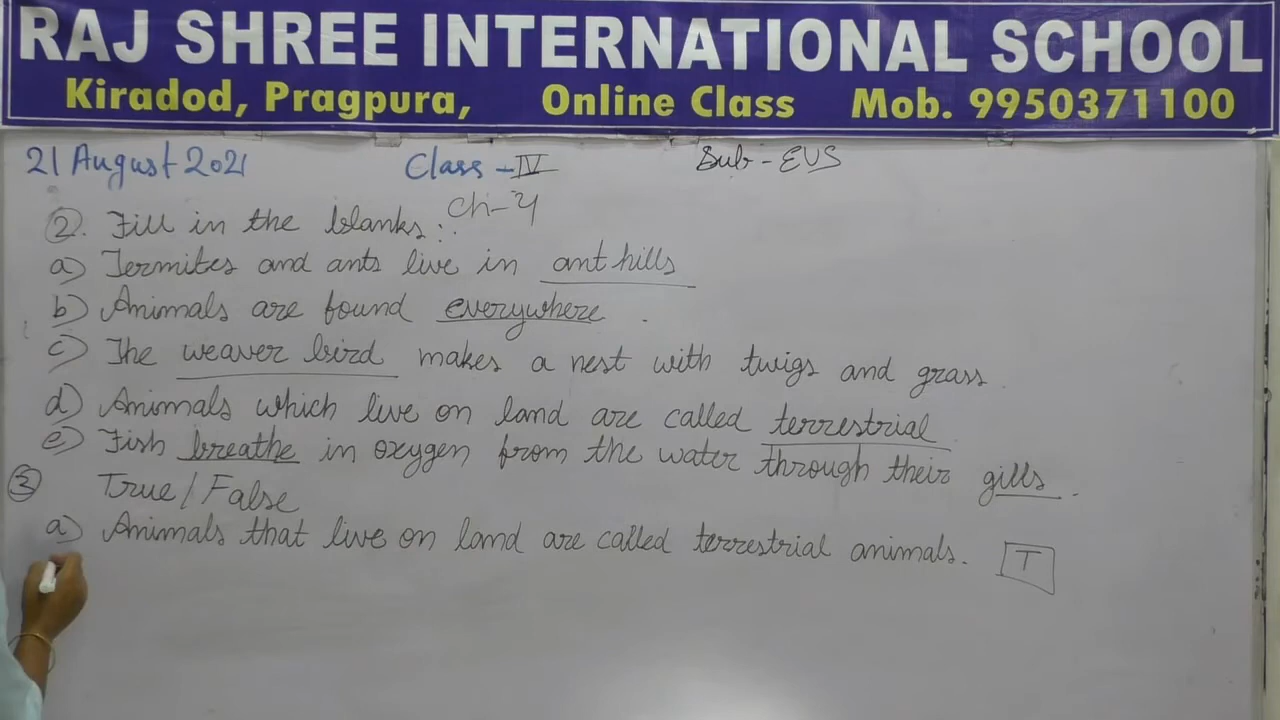 RAJ SHREE INTERNATIONAL SCHOOL
Kiradod, Pragpura, Online Class Mob. 9950371100
21 August 2021 Class - IV Sub - EVS
Ch-4
2. Fill in the blanks :-
a) Termites and ants live in ant hills
b) Animals are found everywhere.
c) The weaver bird makes a nest with twigs and grass.
d) Animals which live on land are called terrestrial
e) Fish breathe in oxygen from the water through their gills.
3 True/False
a) Animals that live on land are called terrestrial animals. T